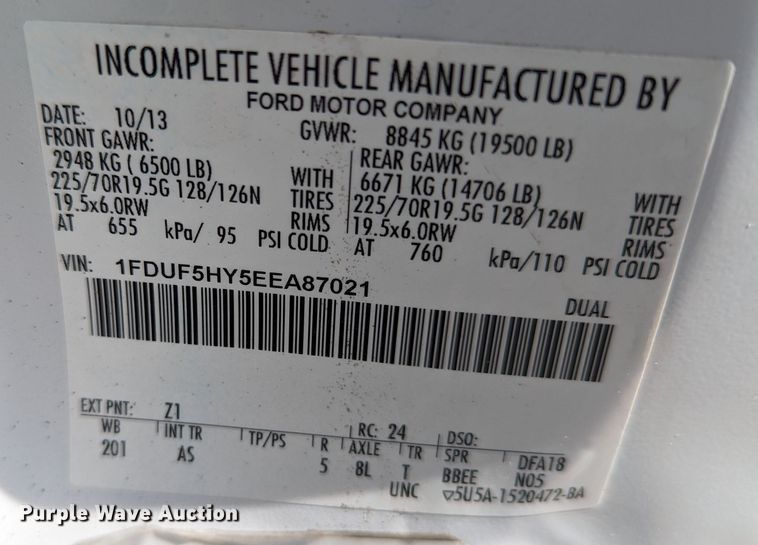 INCOMPLETE VEHICLE MANUFACTURED BY
FORD MOTOR COMPANY
DATE: 10/13 GVWR: 8845 KG (19500 LB)
FRONT GAWR: REAR GAWR:
2948 KG ( 6500 LB) WITH 6671 KG (14706 LB) WITH
225/70R19.5G 128/126N TIRES 225/70R19.5G 128/126N TIRES
19.5x6.0RW RIMS 19.5x6.0RW RIMS
AT 655 kPa/ 95 PSI COLD AT 760 kPa/110 PSI COLD
VIN: 1FDUF5HY5EEA87021
DUAL
EXT PNT: Z1 RC: 24 DSO:
WB INT TR TP/PS R AXLE TR SPR DFA18
201 AS 5 8L T BBEE N05
UNC ▽5U5A-1520472-BA
Purple Wave Auction